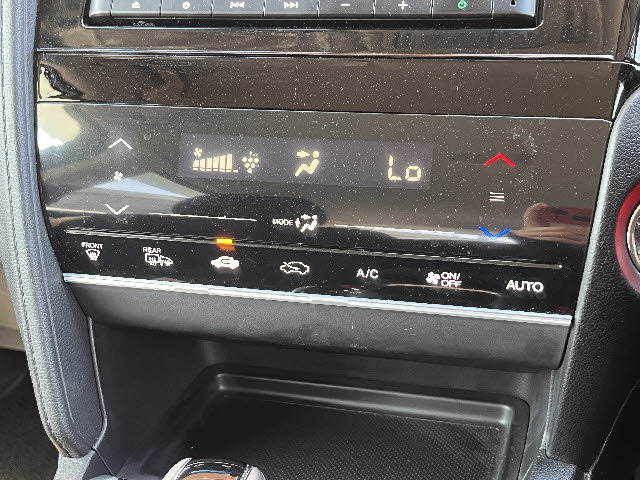 Lo
MODE
FRONT
REAR
A/C
ON/
OFF
AUTO